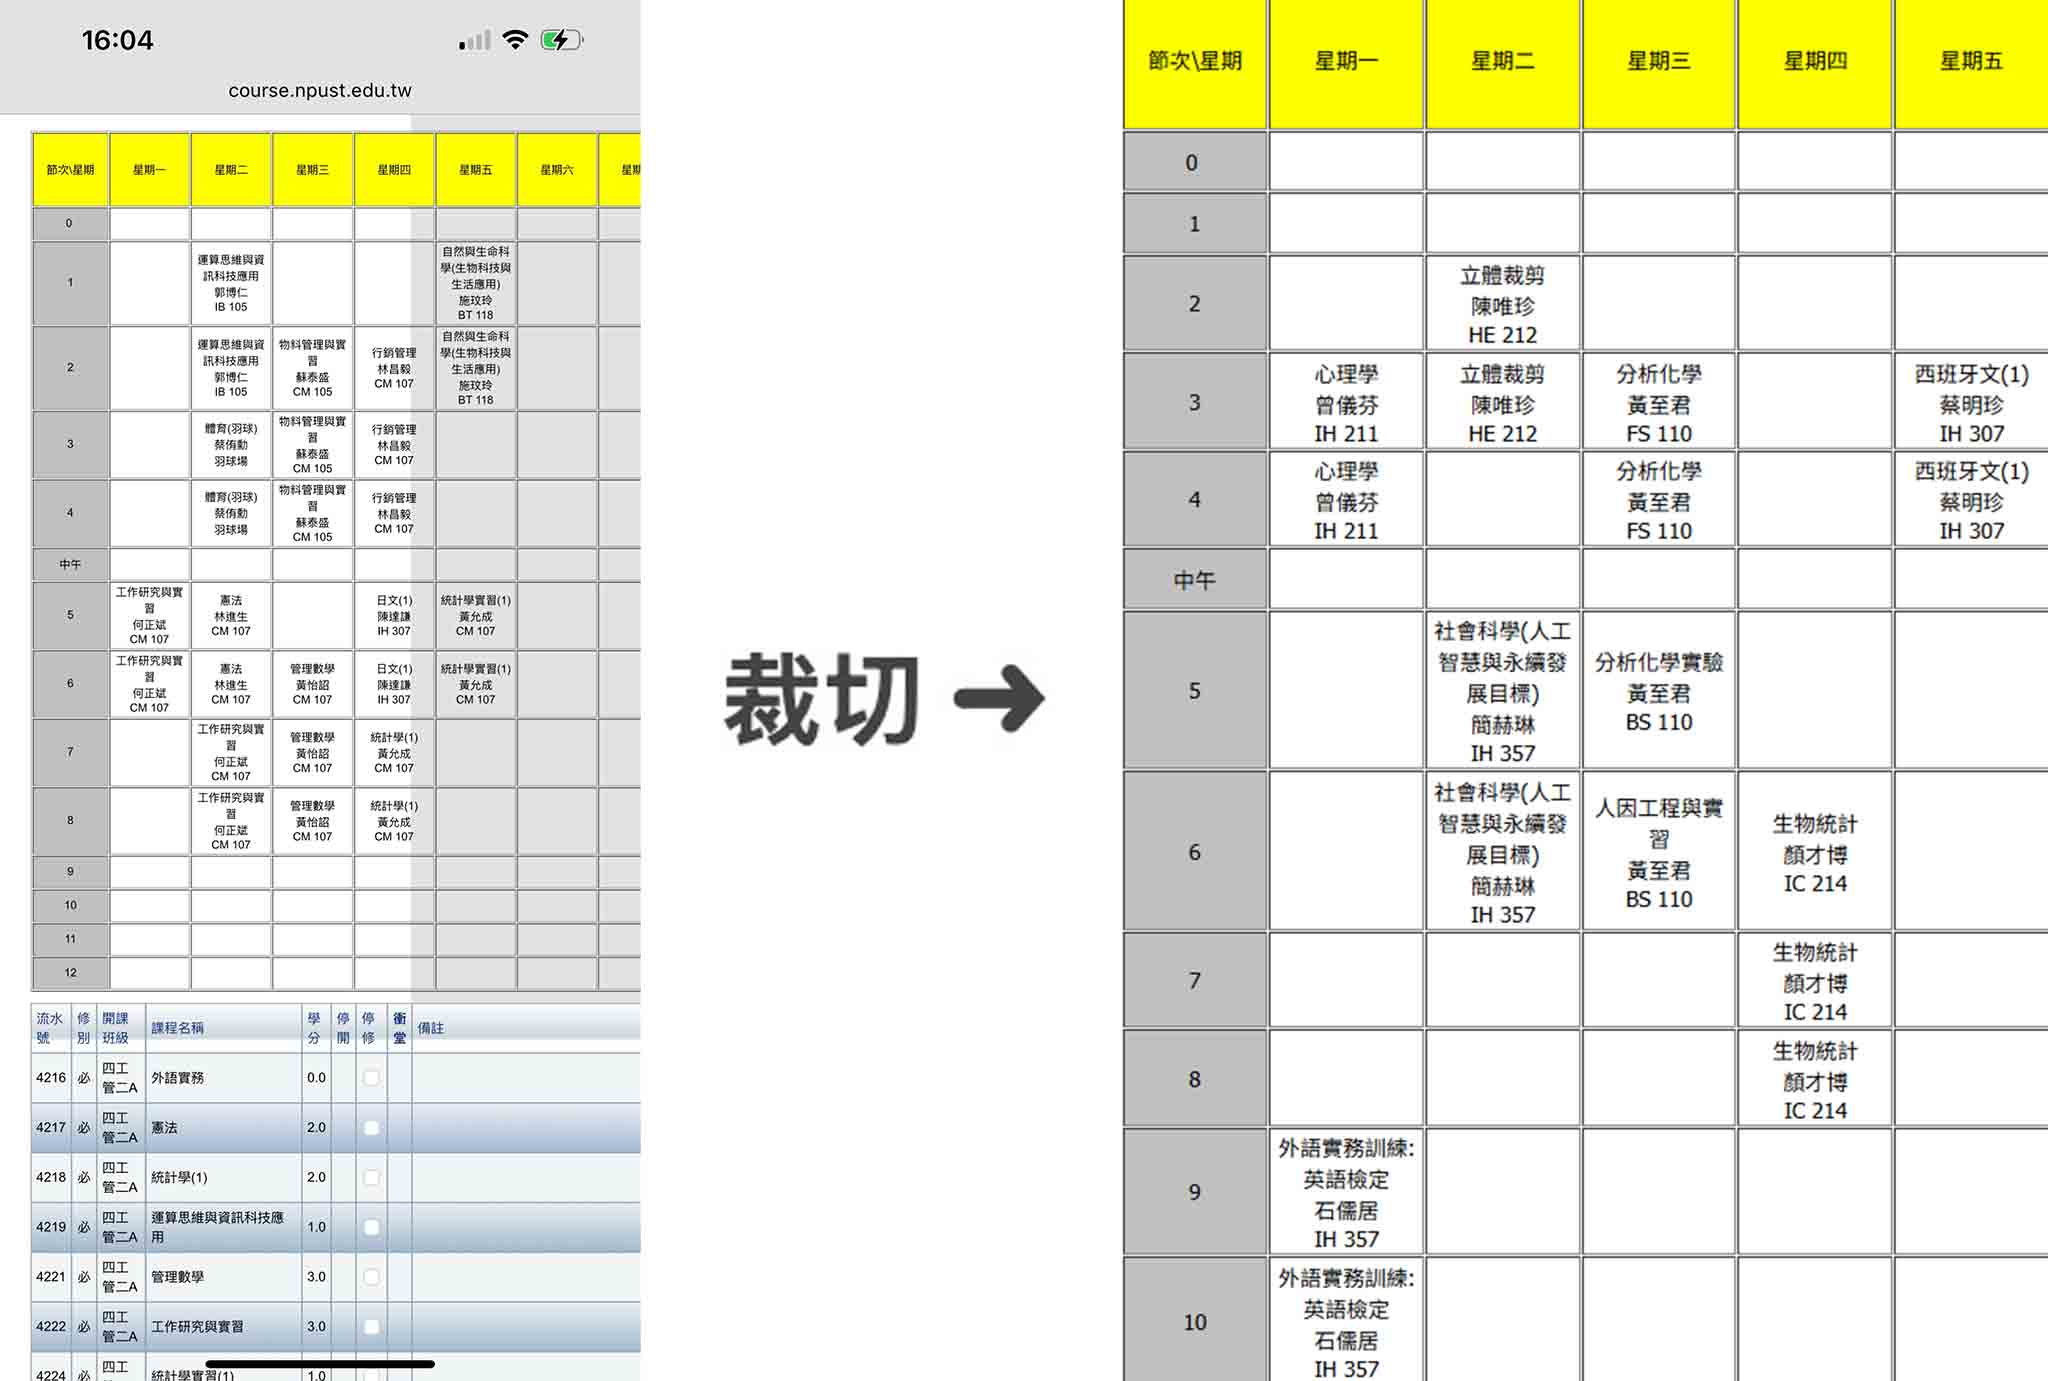 16:04
course.npust.edu.tw
節次\星期 星期一 星期二 星期三 星期四 星期五 星期六
0
1
運算思維與資
訊科技應用
郭博仁
IB 105
自然與生命科
學(生物科技與
生活應用)
施玟玲
BT 118
2
運算思維與資
訊科技應用
郭博仁
IB 105
物料管理與實
習
蘇泰盛
CM 105
行銷管理
林昌毅
CM 107
自然與生命科
學(生物科技與
生活應用)
施玟玲
BT 118
3
體育(羽球)
蔡侑勳
羽球場
物料管理與實
習
蘇泰盛
CM 105
行銷管理
林昌毅
CM 107
4
體育(羽球)
蔡侑勳
羽球場
物料管理與實
習
蘇泰盛
CM 105
行銷管理
林昌毅
CM 107
中午
5
工作研究與實
習
何正斌
CM 107
憲法
林進生
CM 107
日文(1)
陳達謙
IH 307
統計學實習(1)
黃允成
CM 107
6
工作研究與實
習
何正斌
CM 107
憲法
林進生
CM 107
管理數學
黃怡詔
CM 107
日文(1)
陳達謙
IH 307
統計學實習(1)
黃允成
CM 107
7
工作研究與實
習
何正斌
CM 107
管理數學
黃怡詔
CM 107
統計學(1)
黃允成
CM 107
8
工作研究與實
習
何正斌
CM 107
管理數學
黃怡詔
CM 107
統計學(1)
黃允成
CM 107
9
10
11
12
流水號 修別 開課班級 課程名稱 學分 停開 停修 衝堂 備註
4216 必 四工管二A 外語實務 0.0
4217 必 四工管二A 憲法 2.0
4218 必 四工管二A 統計學(1) 2.0
4219 必 四工管二A 運算思維與資訊科技應用 1.0
4221 必 四工管二A 管理數學 3.0
4222 必 四工管二A 工作研究與實習 3.0
4224 必 四工 統計學實習(1) 1.0
裁切 ➜
節次\星期 星期一 星期二 星期三 星期四 星期五
0
1
2
立體裁剪
陳唯珍
HE 212
3
心理學
曾儀芬
IH 211
立體裁剪
陳唯珍
HE 212
分析化學
黃至君
FS 110
西班牙文(1)
蔡明珍
IH 307
4
心理學
曾儀芬
IH 211
分析化學
黃至君
FS 110
西班牙文(1)
蔡明珍
IH 307
中午
5
社會科學(人工
智慧與永續發
展目標)
簡赫琳
IH 357
分析化學實驗
黃至君
BS 110
6
社會科學(人工
智慧與永續發
展目標)
簡赫琳
IH 357
人因工程與實
習
黃至君
BS 110
生物統計
顏才博
IC 214
7
生物統計
顏才博
IC 214
8
生物統計
顏才博
IC 214
9
外語實務訓練:
英語檢定
石儒居
IH 357
10
外語實務訓練:
英語檢定
石儒居
IH 357